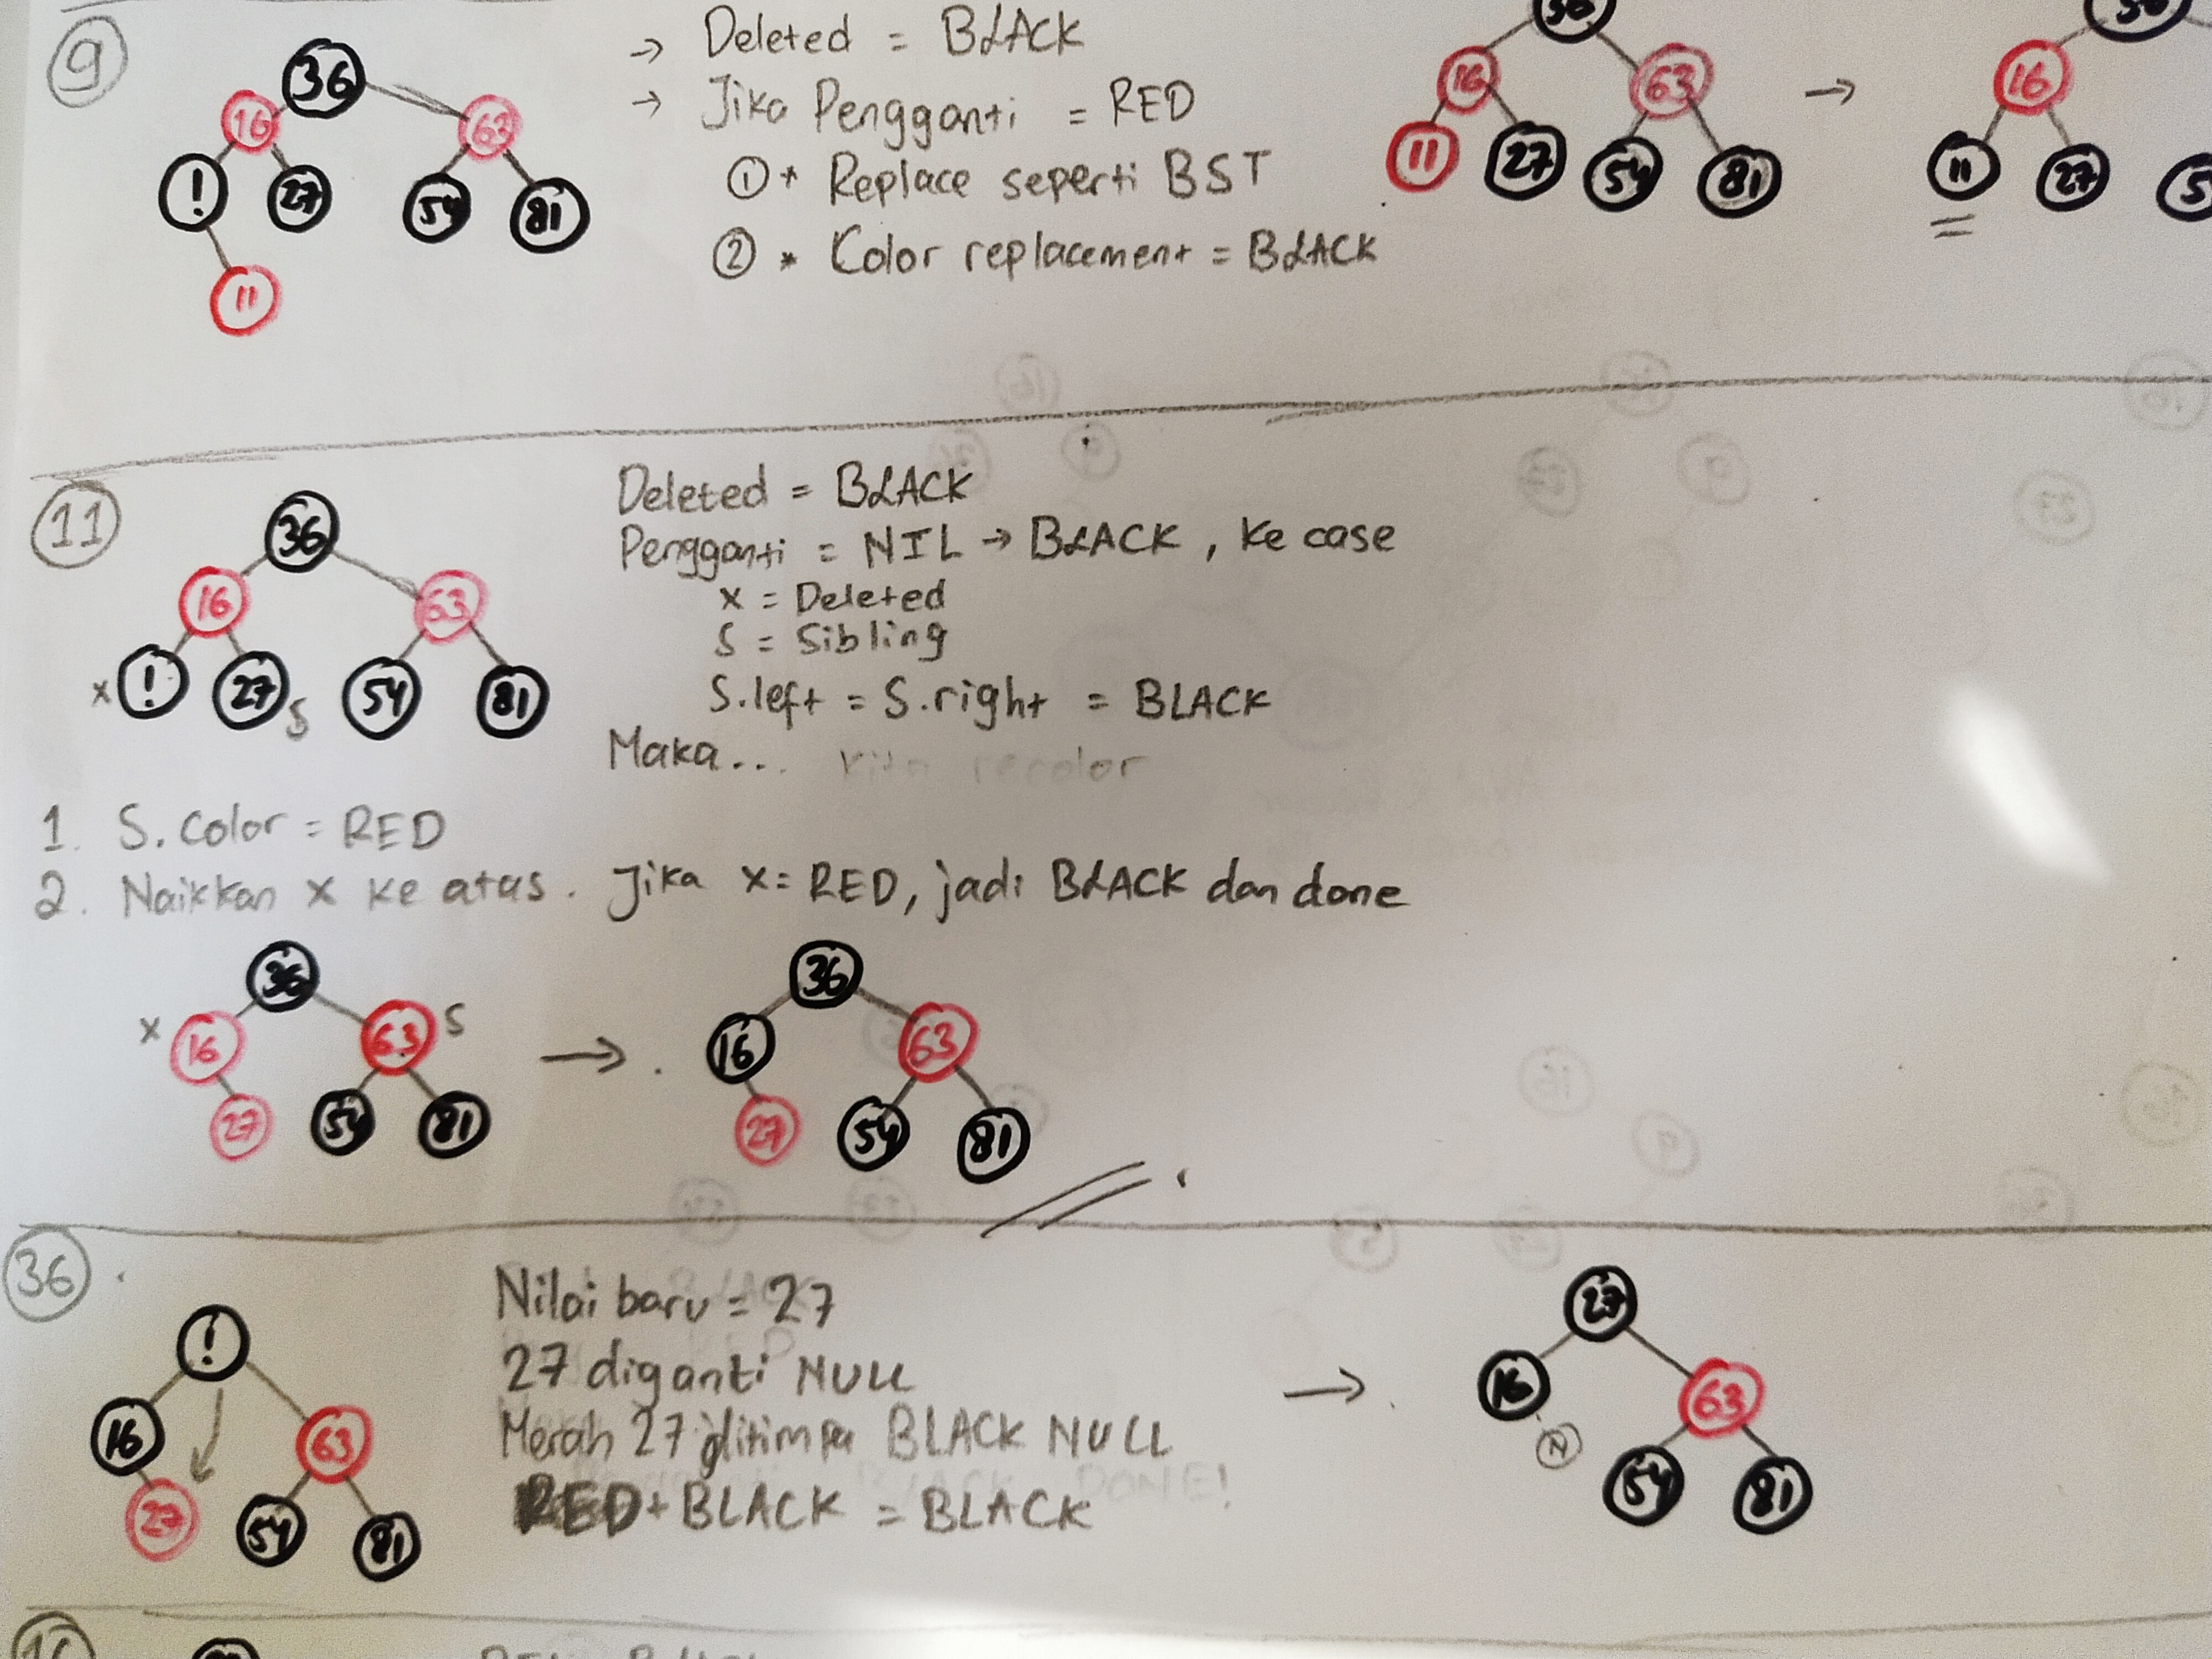 9
!
16
36
11
27
54
63
81
→ Deleted = BLACK
→ Jika Pengganti = RED
① + Replace seperti BST
② * Color replacement = BLACK
11
16
27
54
63
81
→
11
16
27
11
x
!
16
36
27
S
54
63
81
Deleted = BLACK
Pengganti = NIL → BLACK, ke case
x = Deleted
S = Sibling
S.left = S.right = BLACK
Maka...
1. S.color = RED
2. Naikkan x ke atas. Jika x = RED, jadi BLACK dan done
x
16
36
27
54
63
S
81
→
16
36
27
54
63
81
36
16
!
27
54
63
81
Nilai baru = 27
27 diganti NULL
Merah 27 ditimpa BLACK NULL
RED + BLACK = BLACK
→
16
27
N
54
63
81
16